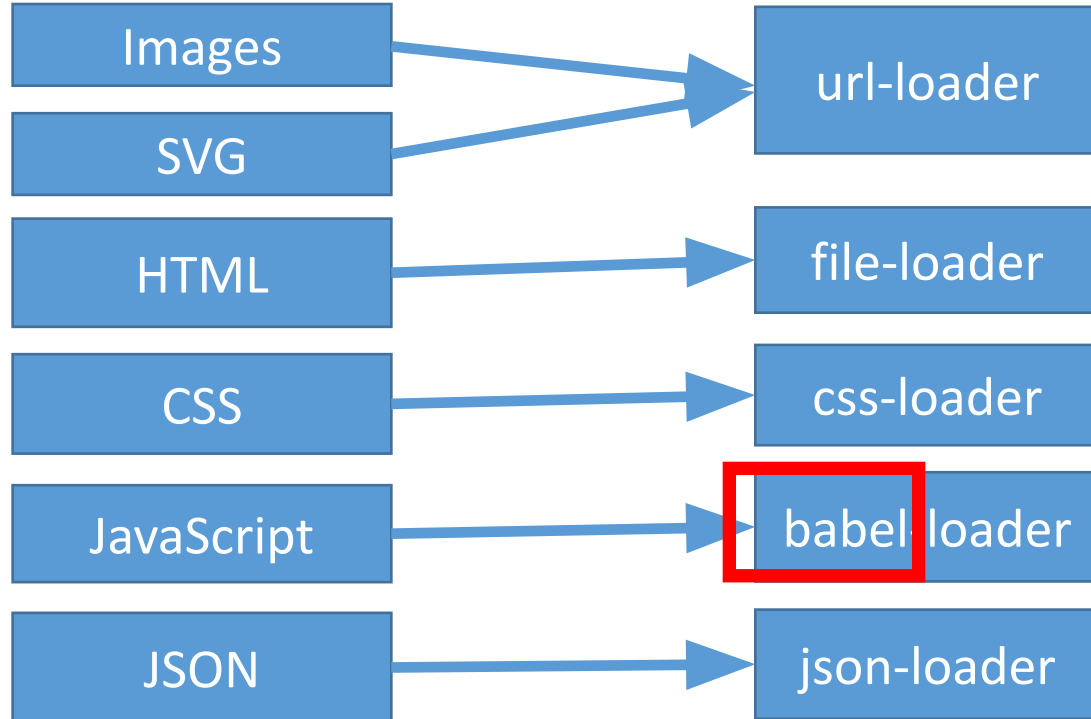 Images
url-loader
SVG
HTML
file-loader
CSS
css-loader
JavaScript
babel-loader
JSON
json-loader